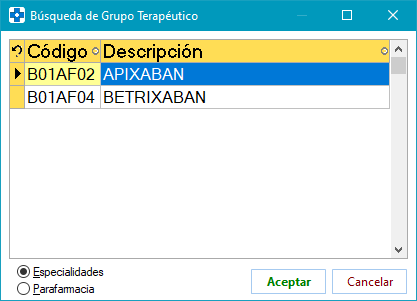 Búsqueda de Grupo Terapéutico
Código Descripción
B01AF02 APIXABAN
B01AF04 BETRIXABAN
Especialidades
Parafarmacia
Aceptar Cancelar